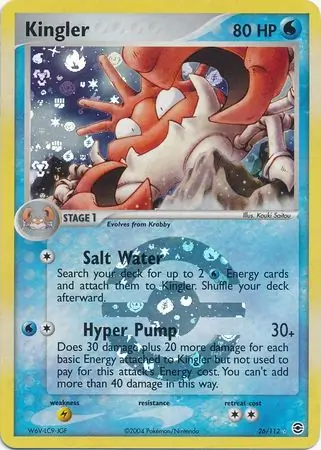 Kingler 80 HP
Illus. Kouki Saitou
STAGE 1
Evolves from Krabby
Salt Water
Search your deck for up to 2 Energy cards
and attach them to Kingler. Shuffle your deck
afterward.
Hyper Pump 30+
Does 30 damage plus 20 more damage for
each basic Energy attached to Kingler but not used to
pay for this attack's Energy cost. You can't add
more than 40 damage in this way.
weakness resistance retreat cost
W6V-LC9-JGF ©2004 Pokémon/Nintendo 26/112